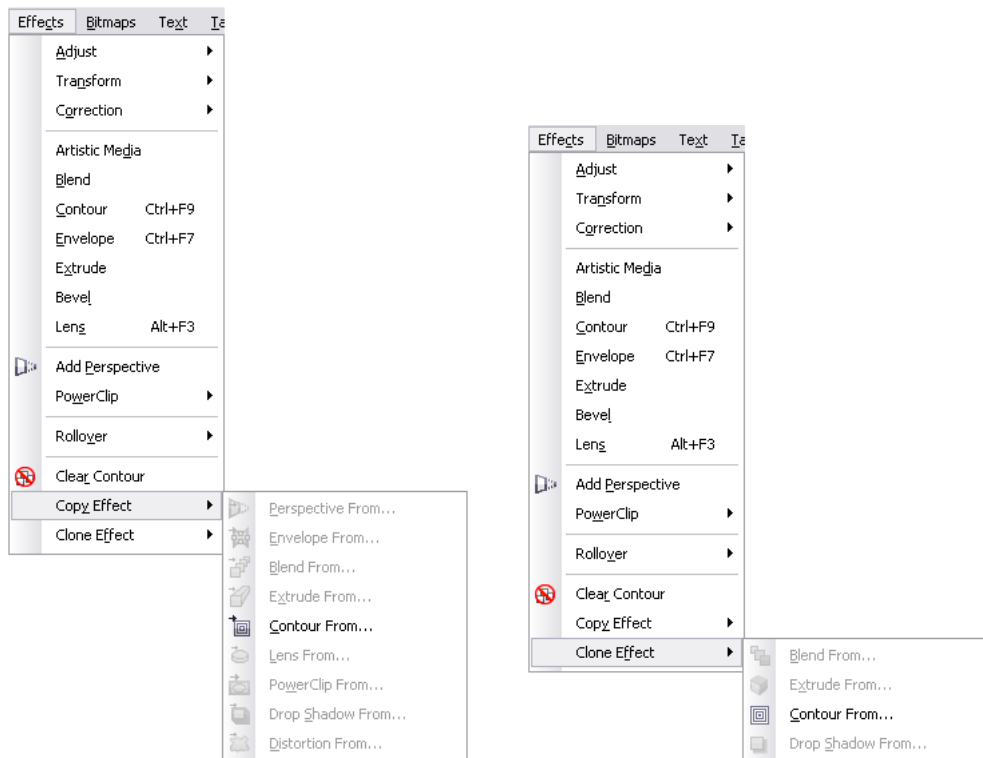 Effects Bitmaps Text Ta
Adjust
Transform
Correction
Artistic Media
Blend
Contour Ctrl+F9
Envelope Ctrl+F7
Extrude
Bevel
Lens Alt+F3
Add Perspective
PowerClip
Rollover
Clear Contour
Copy Effect
Clone Effect
Perspective From...
Envelope From...
Blend From...
Extrude From...
Contour From...
Lens From...
PowerClip From...
Drop Shadow From...
Distortion From...
Effects Bitmaps Text Ta
Adjust
Transform
Correction
Artistic Media
Blend
Contour Ctrl+F9
Envelope Ctrl+F7
Extrude
Bevel
Lens Alt+F3
Add Perspective
PowerClip
Rollover
Clear Contour
Copy Effect
Clone Effect
Blend From...
Extrude From...
Contour From...
Drop Shadow From...